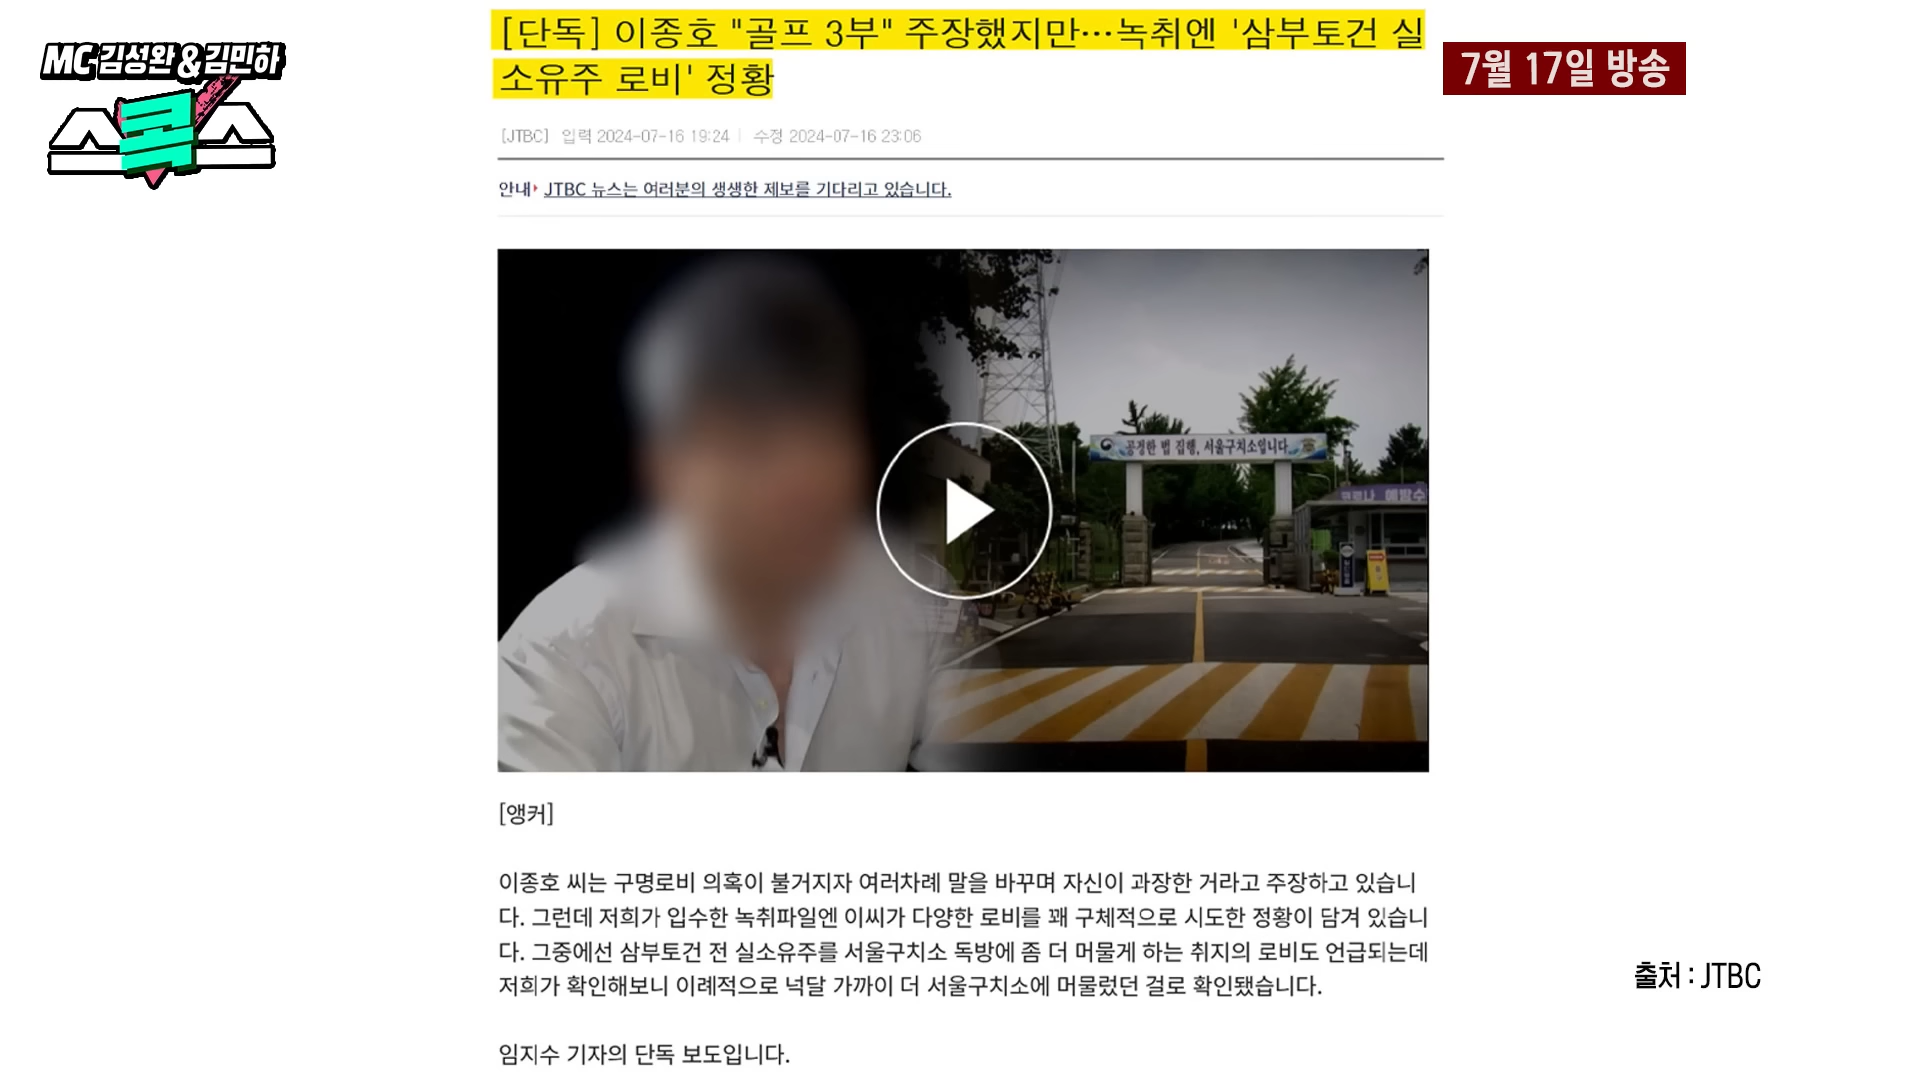 [단독] 이종호 "골프 3부" 주장했지만…녹취엔 '삼부토건 실
소유주 로비' 정황
MC 김성완&김민하
스콕스
7월 17일 방송
[JTBC] 입력 2024-07-16 19:24 | 수정 2024-07-16 23:06
안내 JTBC 뉴스는 여러분의 생생한 제보를 기다리고 있습니다.
공정한 법 집행, 서울구치소입니다
[앵커]
이종호 씨는 구명로비 의혹이 불거지자 여러차례 말을 바꾸며 자신이 과장한 거라고 주장하고 있습니
다. 그런데 저희가 입수한 녹취파일엔 이씨가 다양한 로비를 꽤 구체적으로 시도한 정황이 담겨 있습니
다. 그중에선 삼부토건 전 실소유주를 서울구치소 독방에 좀 더 머물게 하는 취지의 로비도 언급되는데
저희가 확인해보니 이례적으로 넉달 가까이 더 서울구치소에 머물렀던 걸로 확인됐습니다.
출처 : JTBC
임지수 기자의 단독 보도입니다.